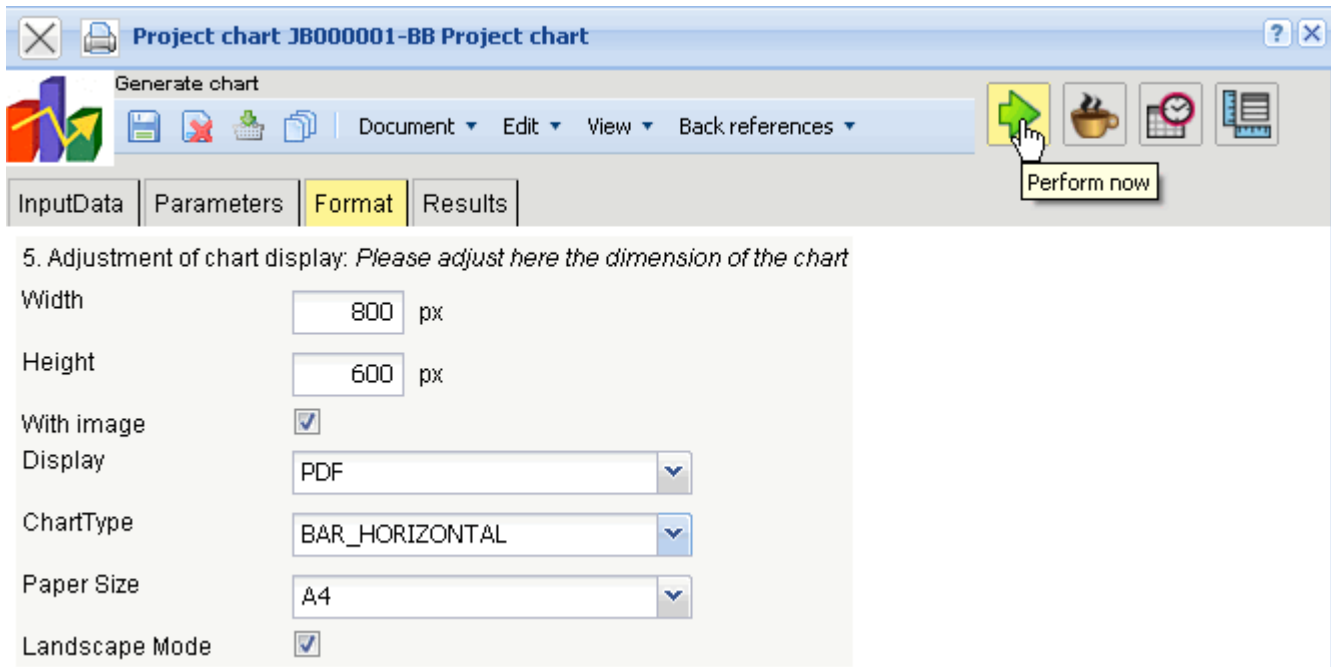 Project chart JB000001-BB Project chart
?
Generate chart
Document Edit View Back references
Perform now
InputData Parameters Format Results
5. Adjustment of chart display: Please adjust here the dimension of the chart
Width 800 px
Height 600 px
With image
Display PDF
ChartType BAR_HORIZONTAL
Paper Size A4
Landscape Mode